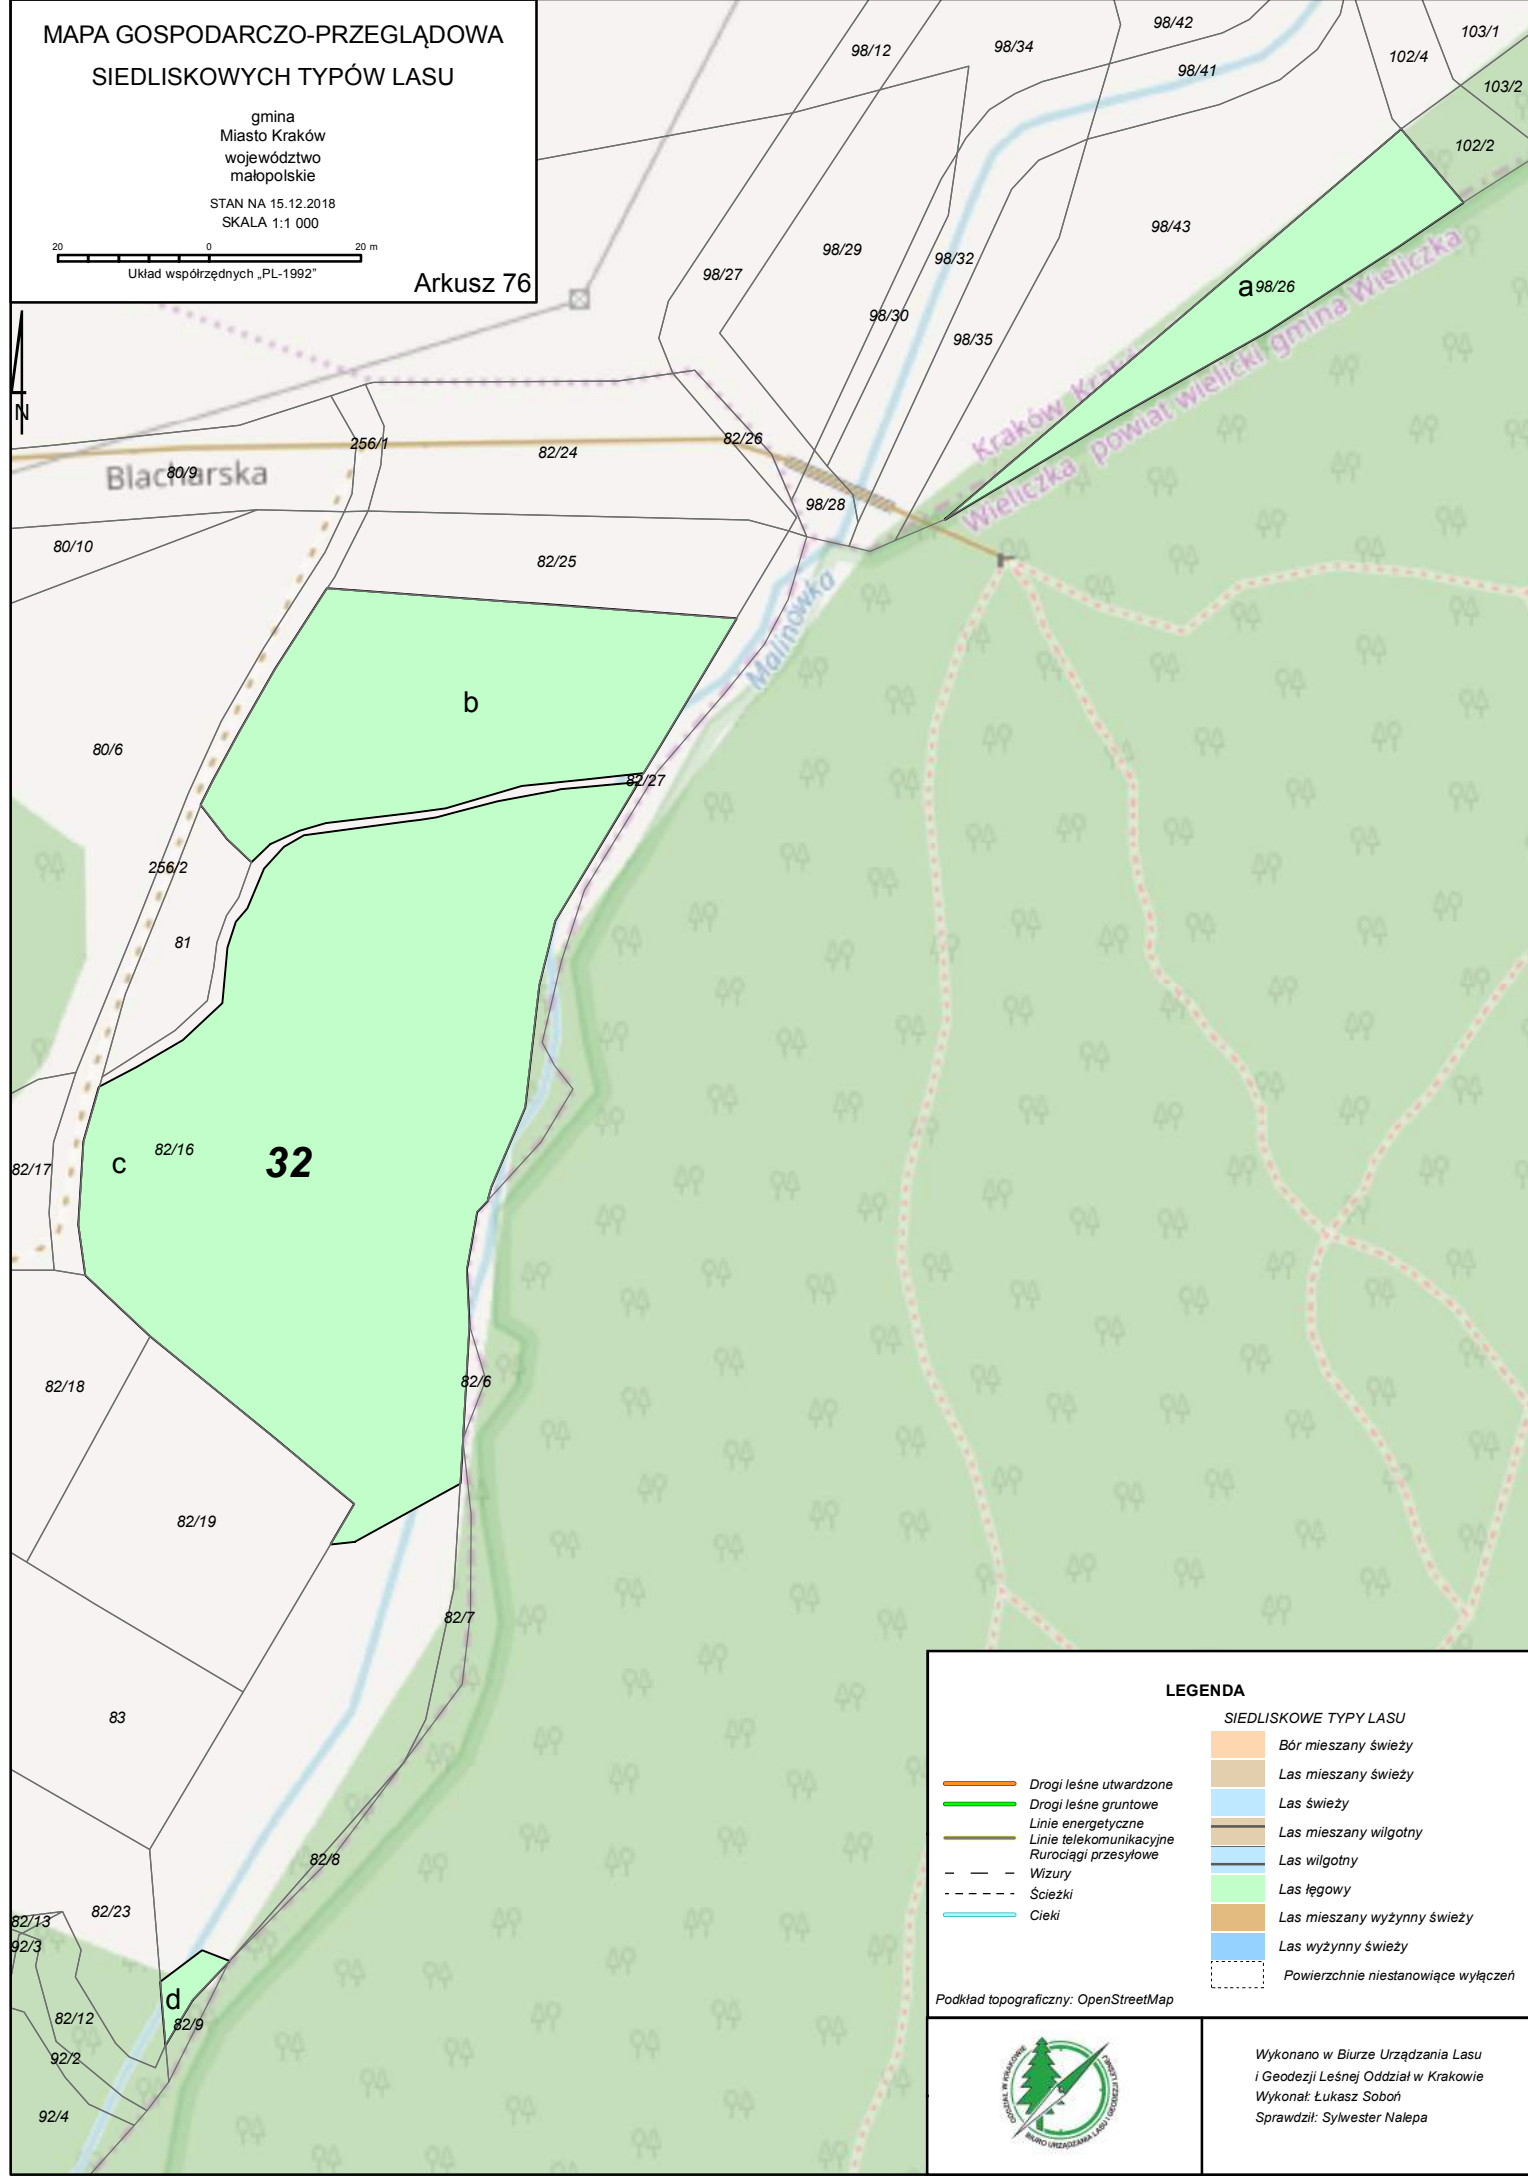 MAPA GOSPODARCZO-PRZEGLĄDOWA
SIEDLISKOWYCH TYPÓW LASU
gmina
Miasto Kraków
województwo
małopolskie
STAN NA 15.12.2018
SKALA 1:1 000
20 0 20 m
Układ współrzędnych „PL-1992"
Arkusz 76
N
98/12
98/34
98/42
98/41
102/4
103/1
103/2
102/2
98/43
98/29
98/27
98/32
98/30
98/35
a 98/26
Kraków
Wieliczka powiat wielicki gmina Wieliczka
256/1
82/24
82/26
80/9
Blacharska
98/28
80/10
82/25
Malinówka
b
80/6
82/27
256/2
81
82/16
c
32
82/17
82/18
82/6
82/19
82/7
83
82/8
82/23
82/13
92/3
d
82/12
82/9
92/2
92/4
LEGENDA
SIEDLISKOWE TYPY LASU
Bór mieszany świeży
Las mieszany świeży
Las świeży
Las mieszany wilgotny
Las wilgotny
Las łęgowy
Las mieszany wyżynny świeży
Las wyżynny świeży
Powierzchnie niestanowiące wyłączeń
Drogi leśne utwardzone
Drogi leśne gruntowe
Linie energetyczne
Linie telekomunikacyjne
Rurociągi przesyłowe
Wizury
Ścieżki
Cieki
Podkład topograficzny: OpenStreetMap
ODDZIAŁ W KRAKOWIE
BIURO URZĄDZANIA LASU I GEODEZJI LEŚNEJ
Wykonano w Biurze Urządzania Lasu
i Geodezji Leśnej Oddział w Krakowie
Wykonał: Łukasz Soboń
Sprawdził: Sylwester Nalepa